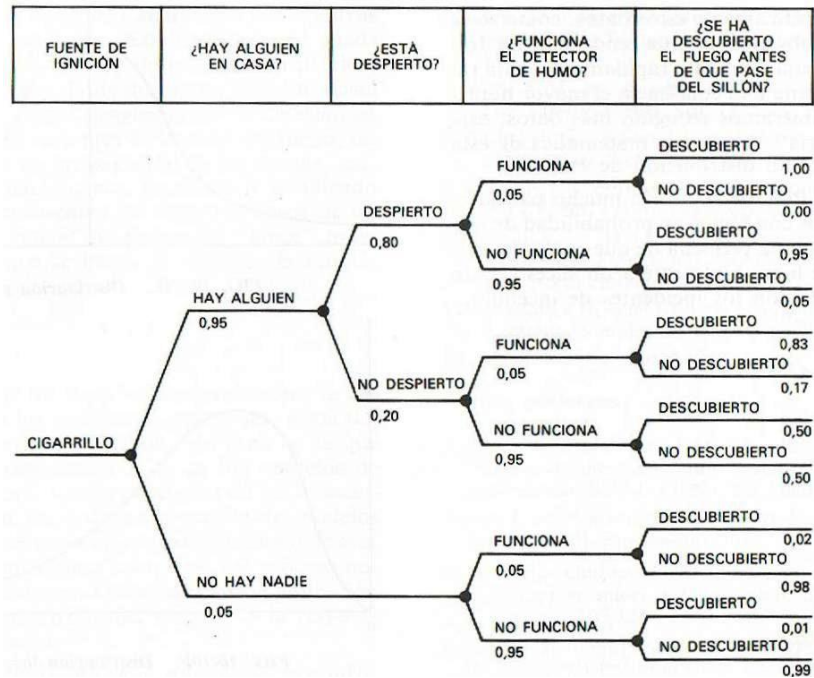 FUENTE DE
IGNICIÓN
¿HAY ALGUIEN
EN CASA?
¿ESTÁ
DESPIERTO?
¿FUNCIONA
EL DETECTOR
DE HUMO?
¿SE HA
DESCUBIERTO
EL FUEGO ANTES
DE QUE PASE
DEL SILLÓN?
CIGARRILLO
HAY ALGUIEN
0,95
NO HAY NADIE
0,05
DESPIERTO
0,80
NO DESPIERTO
0,20
FUNCIONA
0,05
NO FUNCIONA
0,95
FUNCIONA
0,05
NO FUNCIONA
0,95
FUNCIONA
0,05
NO FUNCIONA
0,95
DESCUBIERTO
1,00
NO DESCUBIERTO
0,00
DESCUBIERTO
0,95
NO DESCUBIERTO
0,05
DESCUBIERTO
0,83
NO DESCUBIERTO
0,17
DESCUBIERTO
0,50
NO DESCUBIERTO
0,50
DESCUBIERTO
0,02
NO DESCUBIERTO
0,98
DESCUBIERTO
0,01
NO DESCUBIERTO
0,99